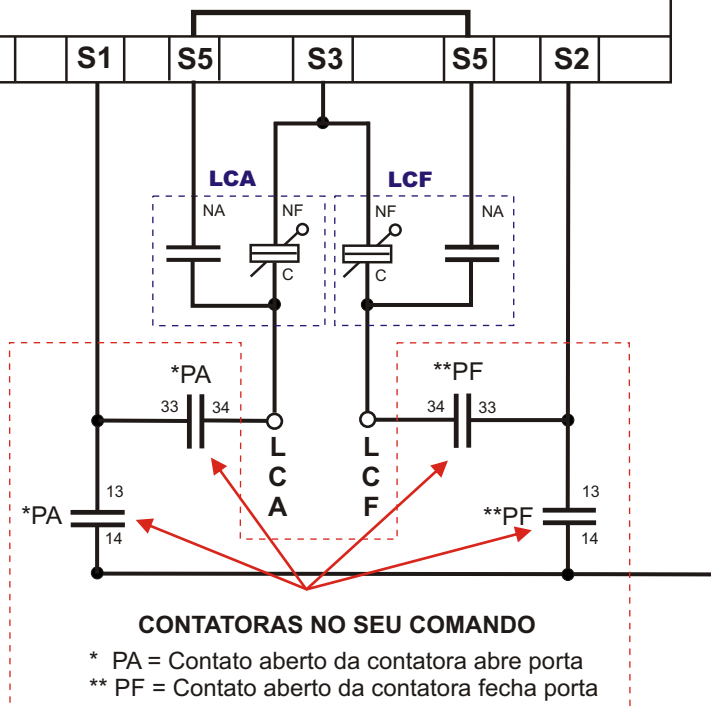 S1 S5 S3 S5 S2
LCA LCF
NA NF NF NA
C C
*PA **PF
33 34 34 33
L
C
A
L
C
F
13 13
*PA **PF
14 14
CONTATORAS NO SEU COMANDO
* PA = Contato aberto da contatora abre porta
** PF = Contato aberto da contatora fecha porta